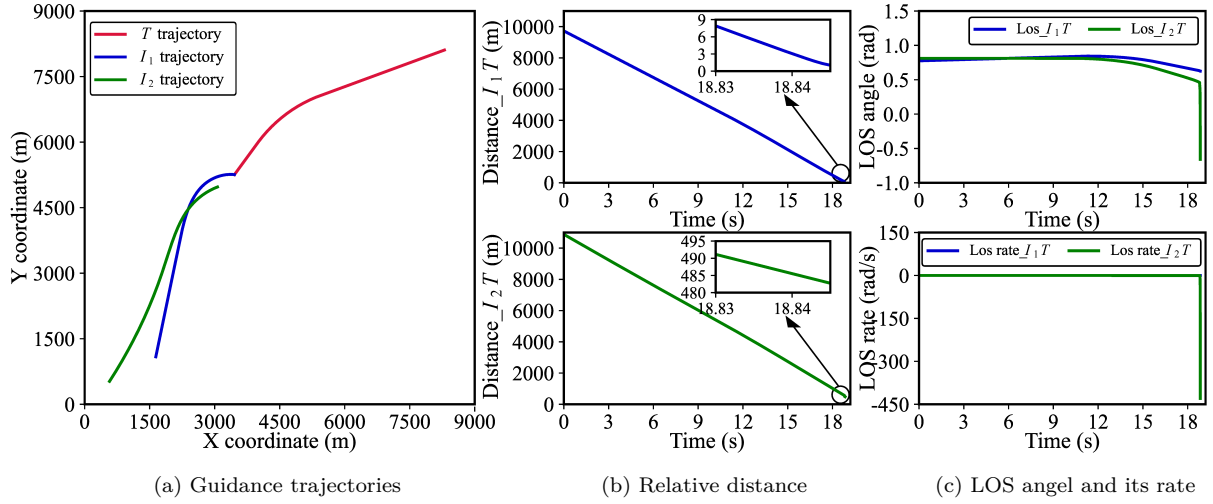 9000
7500
6000
4500
3000
1500
0
Y coordinate (m)
T trajectory
I₁ trajectory
I₂ trajectory
0 1500 3000 4500 6000 7500 9000
X coordinate (m)
(a) Guidance trajectories
10000
8000
6000
4000
2000
0
Distance_I₁T (m)
9
6
3
0
18.83 18.84
0 3 6 9 12 15 18
Time (s)
10000
8000
6000
4000
2000
0
Distance_I₂T (m)
495
490
485
480
18.83 18.84
0 3 6 9 12 15 18
Time (s)
(b) Relative distance
1.5
1.0
0.5
0.0
-0.5
-1.0
LOS angle (rad)
Los_I₁T Los_I₂T
0 3 6 9 12 15 18
Time (s)
150
0
-150
-300
-450
LOS rate (rad/s)
Los rate_I₁T Los rate_I₂T
0 3 6 9 12 15 18
Time (s)
(c) LOS angel and its rate